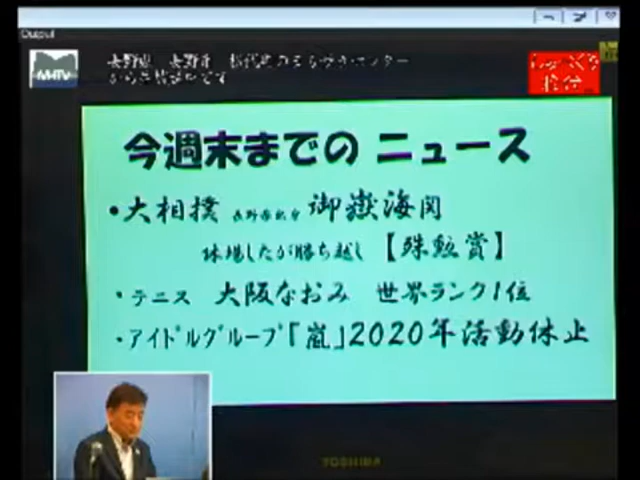 Output
NHTV
今週末までの ニュース
・大相撲 長野県出身 御嶽海関
休場したが勝ち越し【殊勲賞】
・テニス 大阪なおみ 世界ランク1位
・アイドルグループ「嵐」2020年活動休止
TOSHIBA